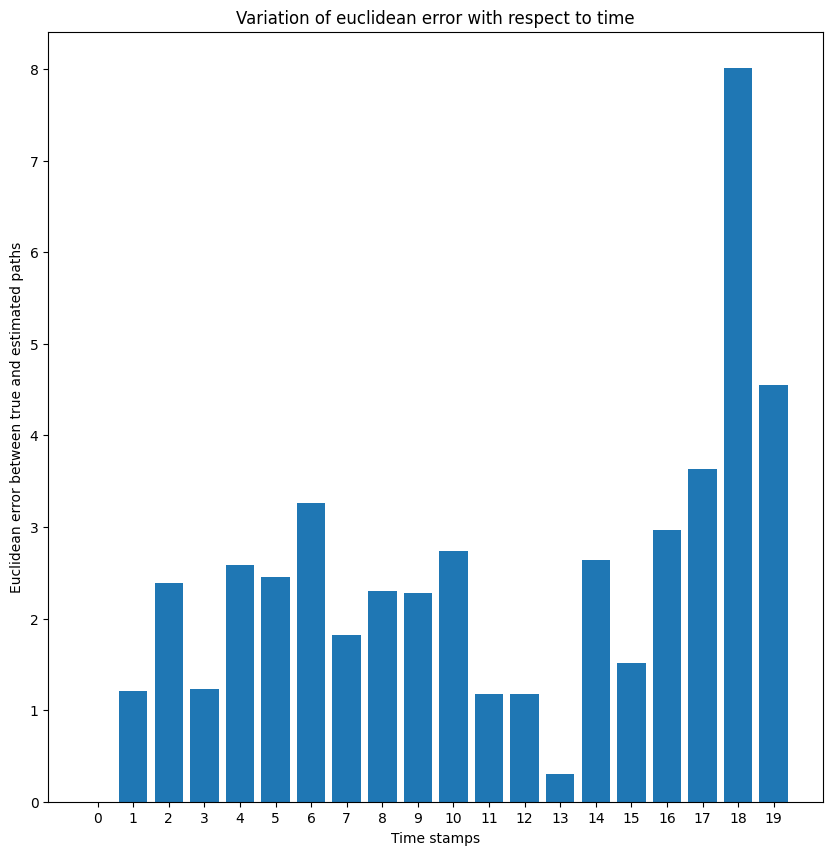 Variation of euclidean error with respect to time
Euclidean error between true and estimated paths
8
7
6
5
4
3
2
1
0
0 1 2 3 4 5 6 7 8 9 10 11 12 13 14 15 16 17 18 19
Time stamps